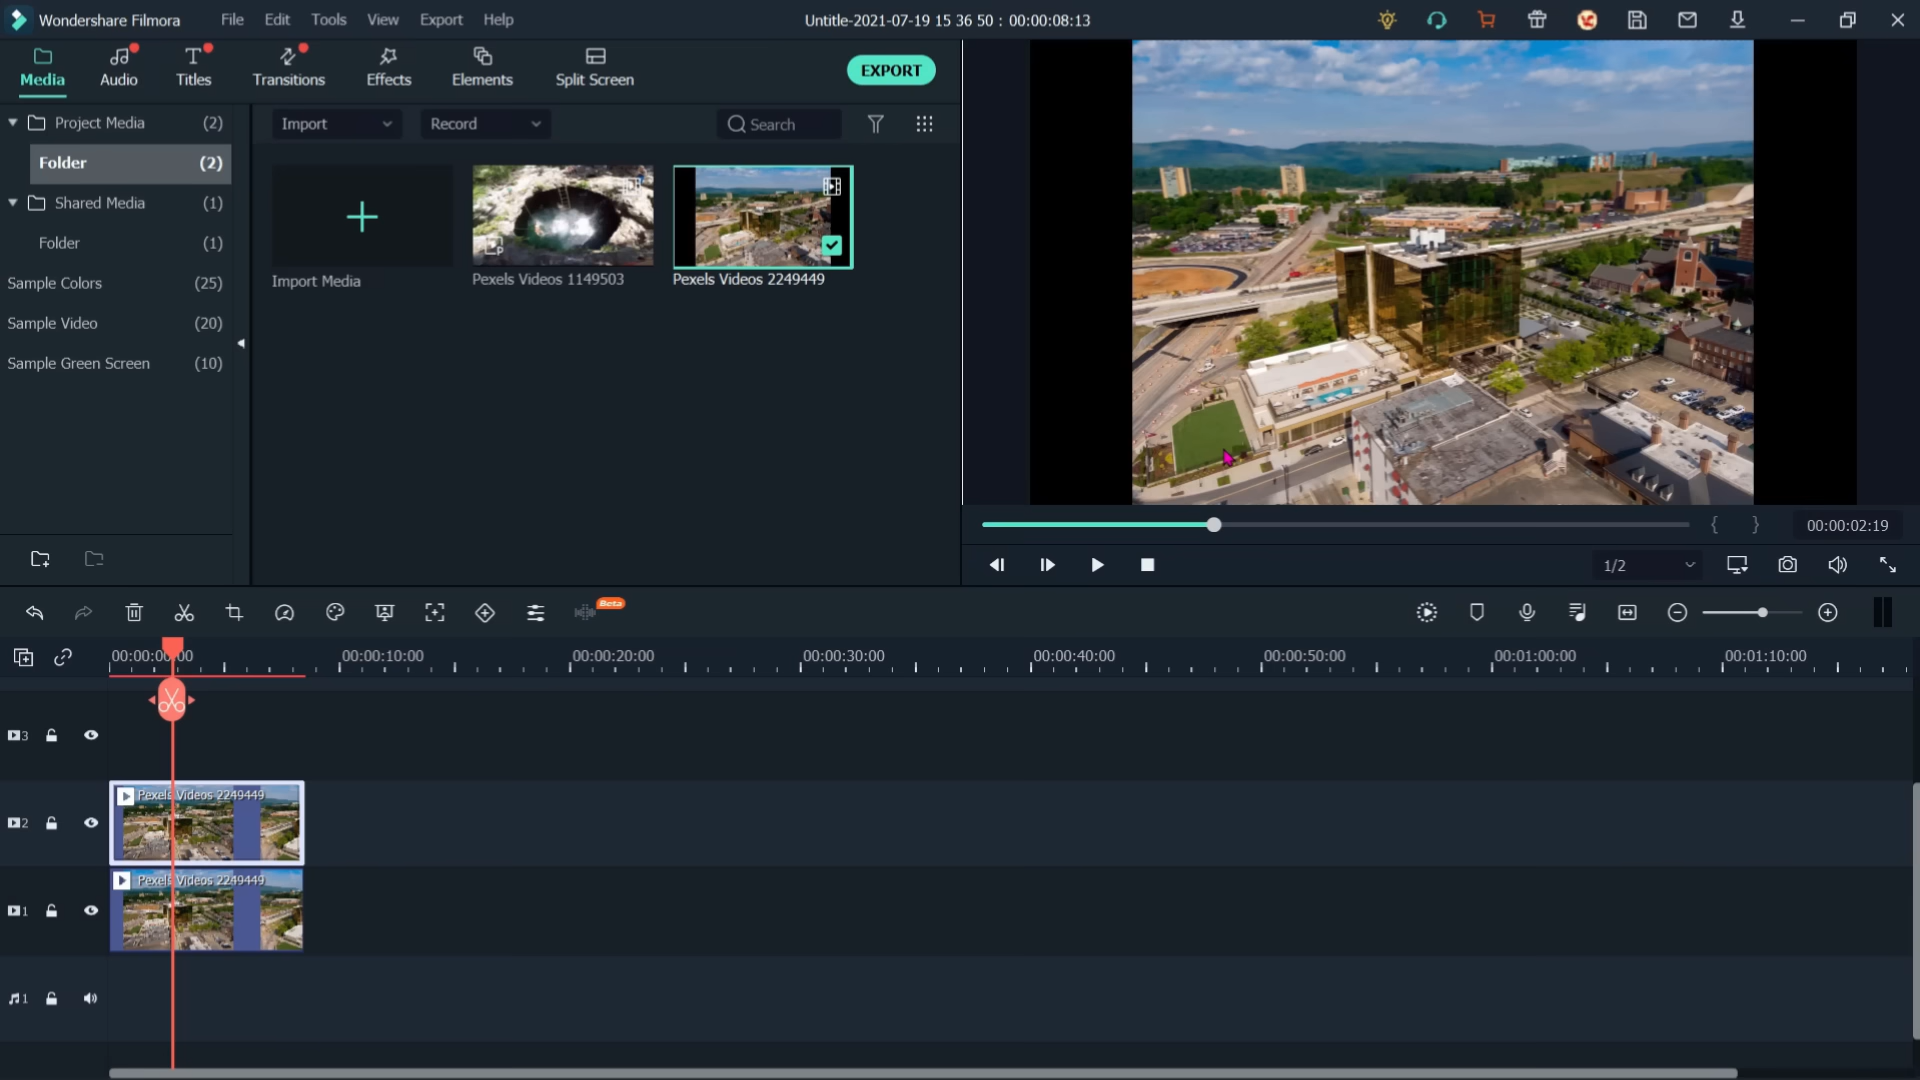 Wondershare Filmora File Edit Tools View Export Help Untitle-2021-07-19 15 36 50 : 00:00:08:13
Media Audio Titles Transitions Effects Elements Split Screen EXPORT
Project Media (2)
Folder (2)
Shared Media (1)
Folder (1)
Sample Colors (25)
Sample Video (20)
Sample Green Screen (10)
Import Record Search
Import Media
Pexels Videos 1149503
Pexels Videos 2249449
{ } 00:00:02:19
1/2
Beta
00:00:00:00 00:00:10:00 00:00:20:00 00:00:30:00 00:00:40:00 00:00:50:00 00:01:00:00 00:01:10:00
3
Pexels Videos 2249449
2
Pexels Videos 2249449
1
1